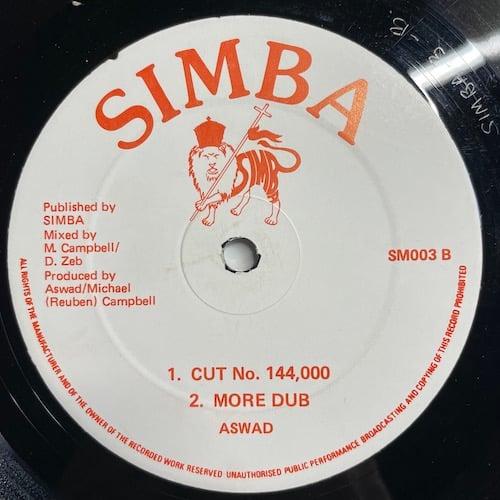 SIMBA
SIMB
Published by
SIMBA
Mixed by
M. Campbell/
D. Zeb
Produced by
Aswad/Michael
(Reuben) Campbell
SM003 B
1. CUT No. 144,000
2. MORE DUB
ASWAD
ALL RIGHTS OF THE MANUFACTURER AND OF THE OWNER OF THE RECORDED WORK RESERVED UNAUTHORISED PUBLIC PERFORMANCE BROADCASTING AND COPYING OF THIS RECORD PROHIBITED